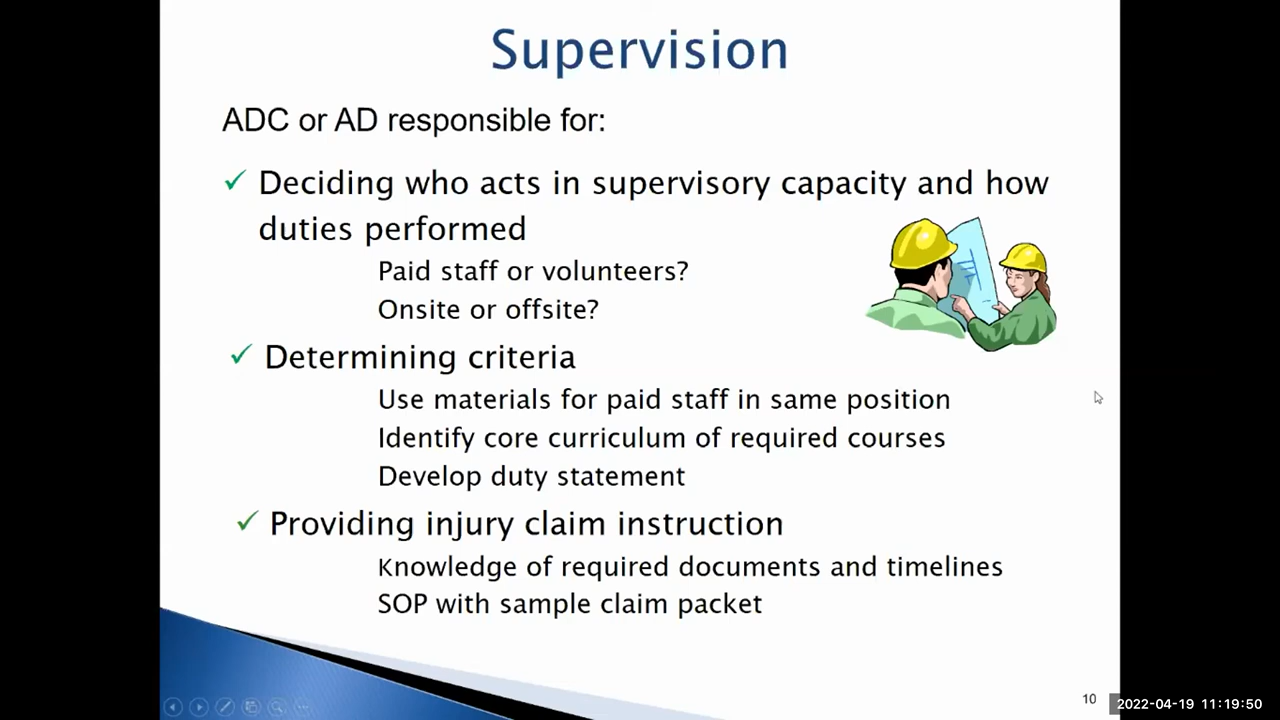 Supervision
ADC or AD responsible for:
✓ Deciding who acts in supervisory capacity and how
duties performed
Paid staff or volunteers?
Onsite or offsite?
✓ Determining criteria
Use materials for paid staff in same position
Identify core curriculum of required courses
Develop duty statement
✓ Providing injury claim instruction
Knowledge of required documents and timelines
SOP with sample claim packet
10
2022-04-19 11:19:50